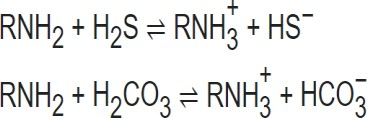 RNH₂ + H₂S ⇌ RNH₃⁺ + HS⁻
RNH₂ + H₂CO₃ ⇌ RNH₃⁺ + HCO₃⁻